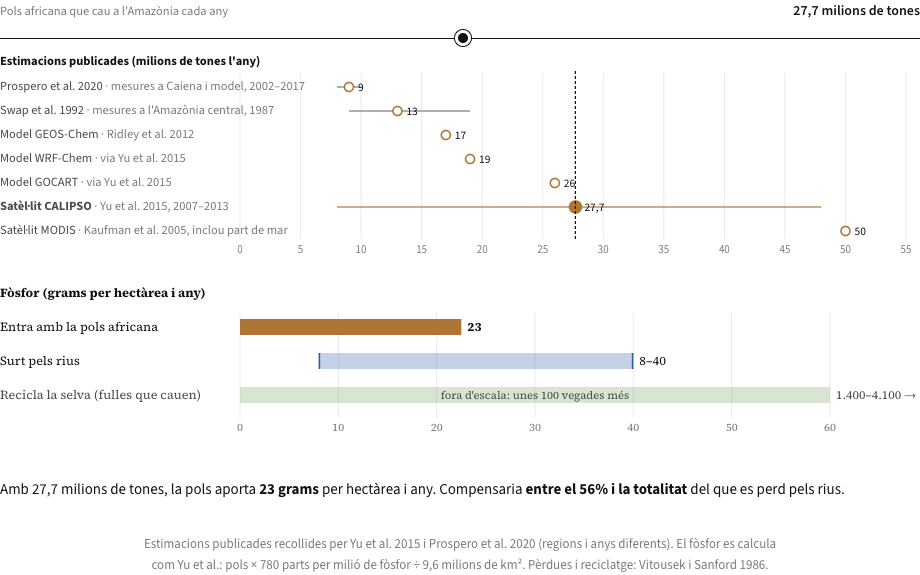 Pols africana que cau a l'Amazònia cada any
27,7 milions de tones
Estimacions publicades (milions de tones l'any)
Prospero et al. 2020 · mesures a Caiena i model, 2002–2017
9
Swap et al. 1992 · mesures a l'Amazònia central, 1987
13
Model GEOS-Chem · Ridley et al. 2012
17
Model WRF-Chem · via Yu et al. 2015
19
Model GOCART · via Yu et al. 2015
26
Satèl·lit CALIPSO · Yu et al. 2015, 2007–2013
27,7
Satèl·lit MODIS · Kaufman et al. 2005, inclou part de mar
50
0 5 10 15 20 25 30 35 40 45 50 55
Fòsfor (grams per hectàrea i any)
Entra amb la pols africana
23
Surt pels rius
8–40
Recicla la selva (fulles que cauen)
fora d'escala: unes 100 vegades més
1.400–4.100 →
0 10 20 30 40 50 60
Amb 27,7 milions de tones, la pols aporta 23 grams per hectàrea i any. Compensaria entre el 56% i la totalitat del que es perd pels rius.
Estimacions publicades recollides per Yu et al. 2015 i Prospero et al. 2020 (regions i anys diferents). El fòsfor es calcula
com Yu et al.: pols × 780 parts per milió de fòsfor ÷ 9,6 milions de km². Pèrdues i reciclatge: Vitousek i Sanford 1986.